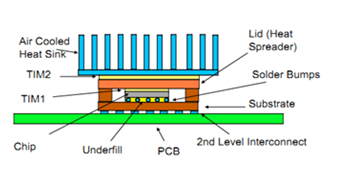 Air Cooled
Heat Sink
Lid (Heat
Spreader)
TIM2
Solder Bumps
TIM1
Substrate
Chip
Underfill
PCB
2nd Level Interconnect